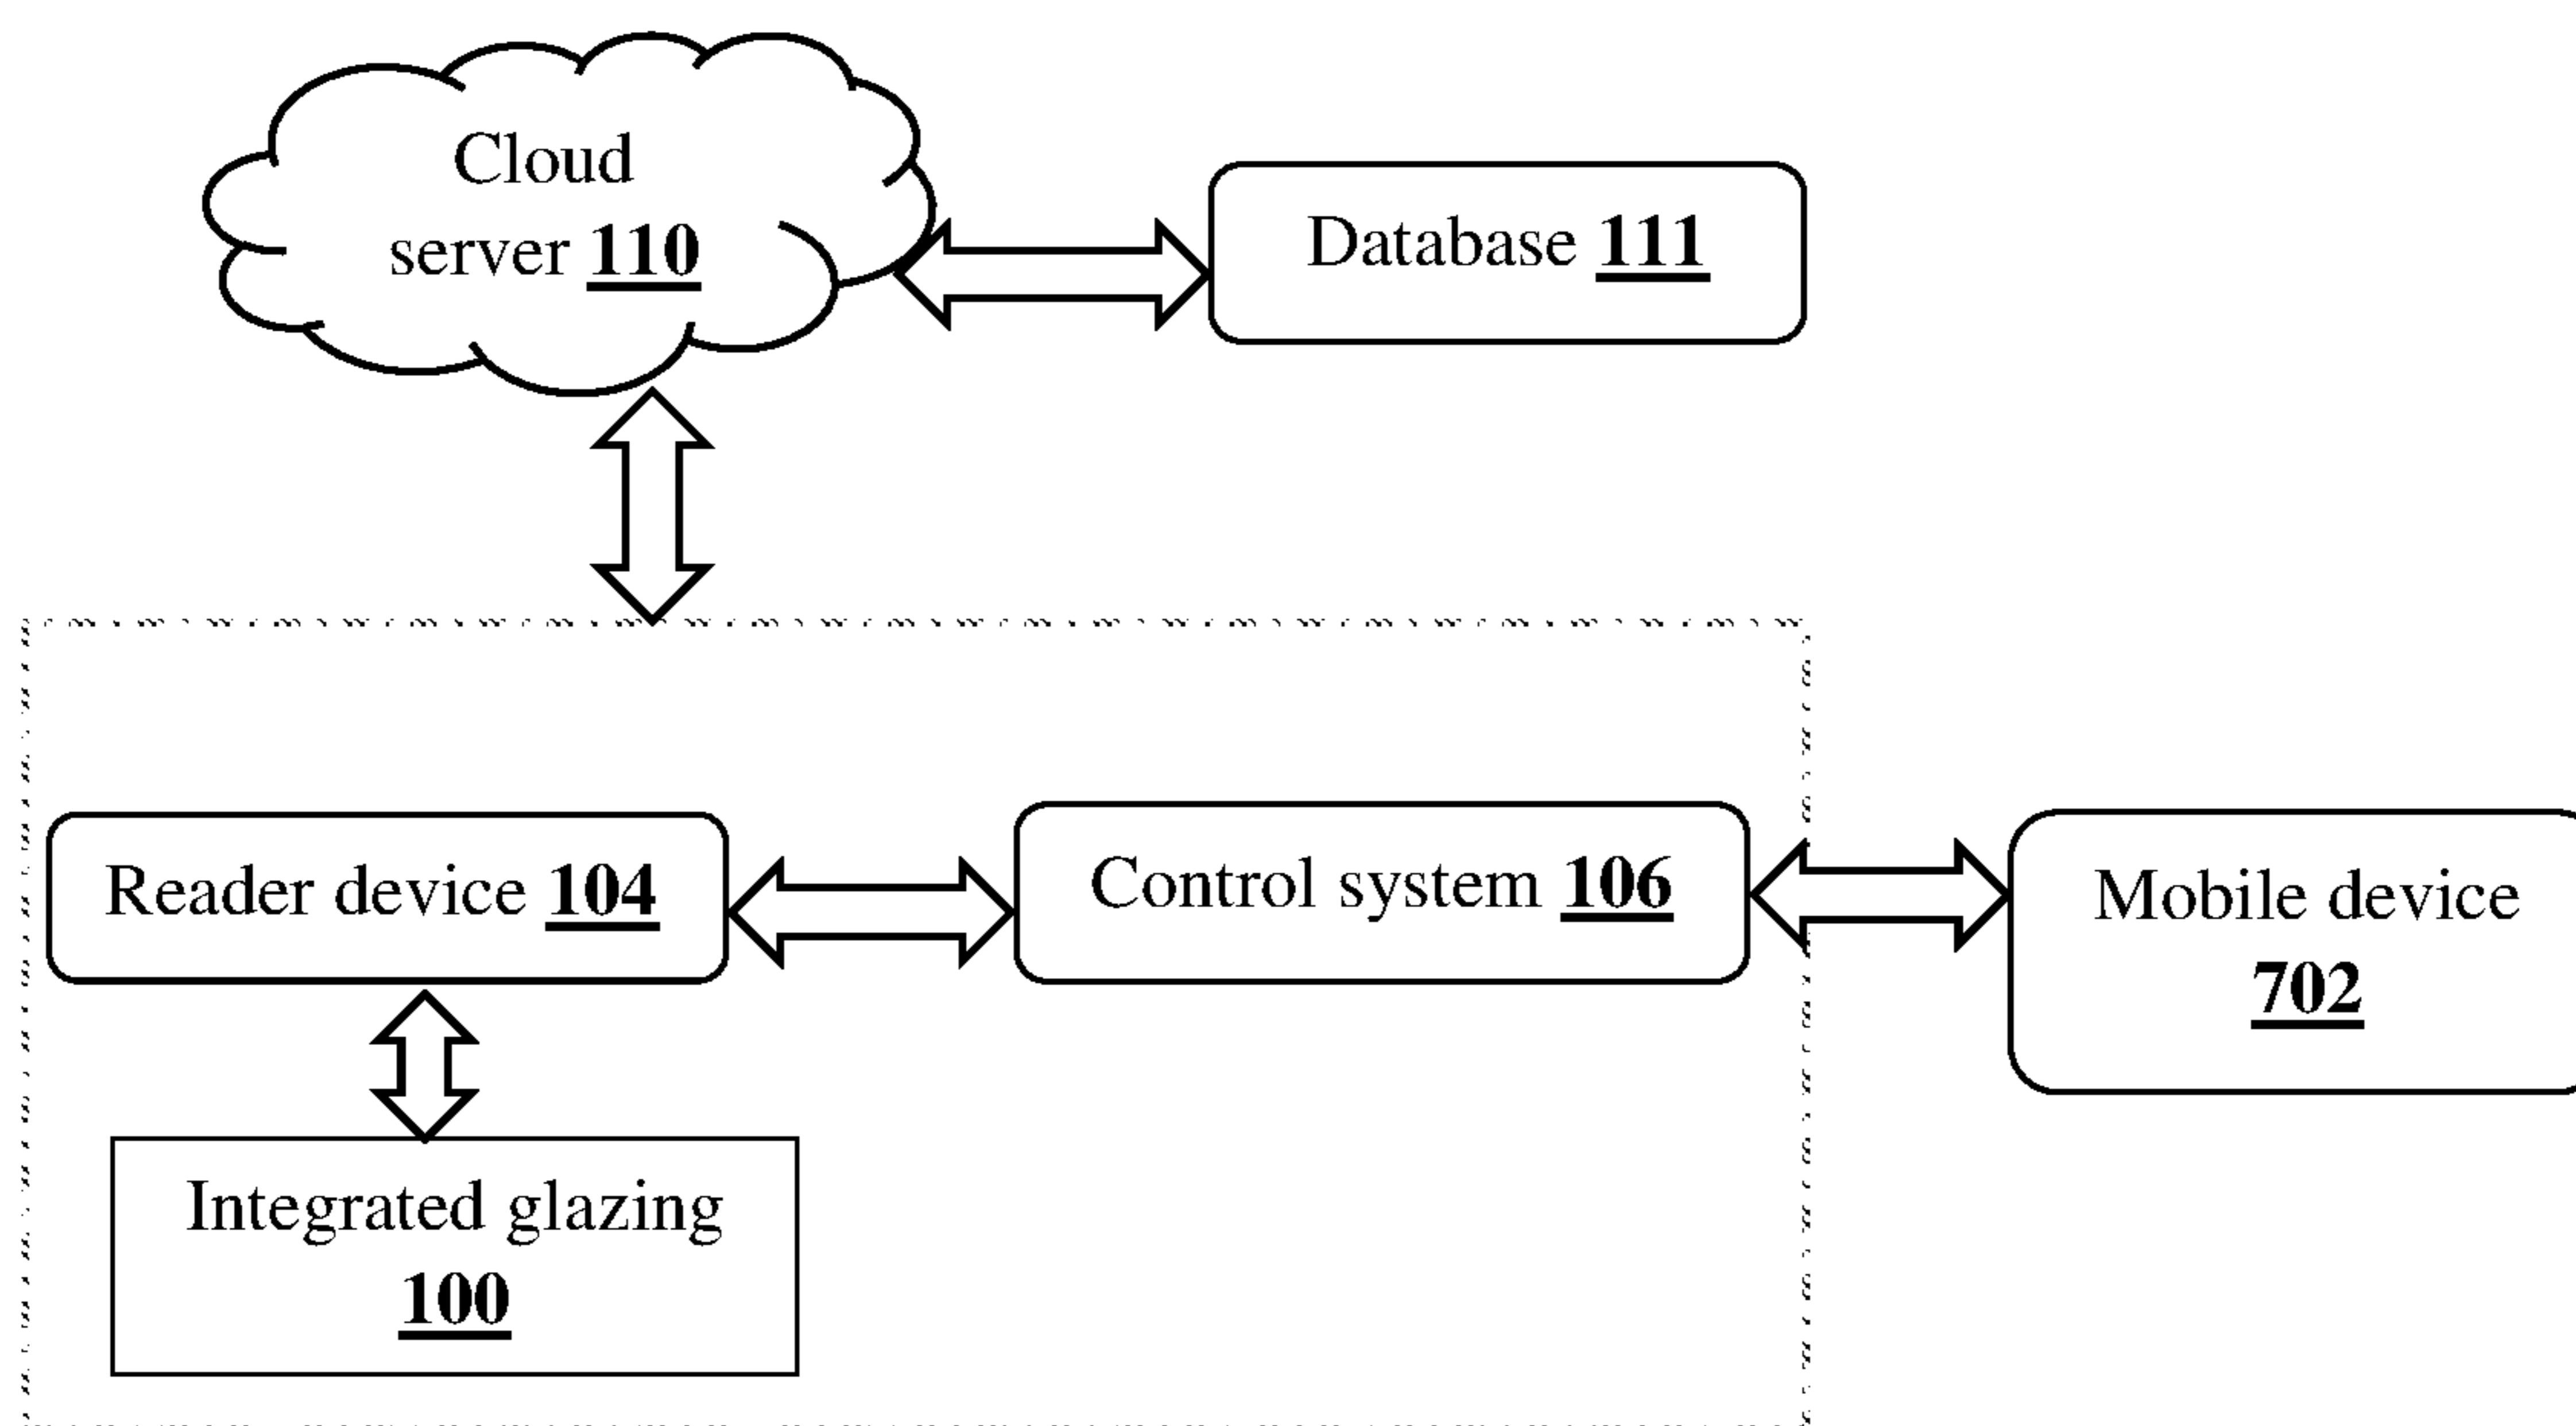 Cloud
server 110
Database 111
Reader device 104
Control system 106
Mobile device
702
Integrated glazing
100